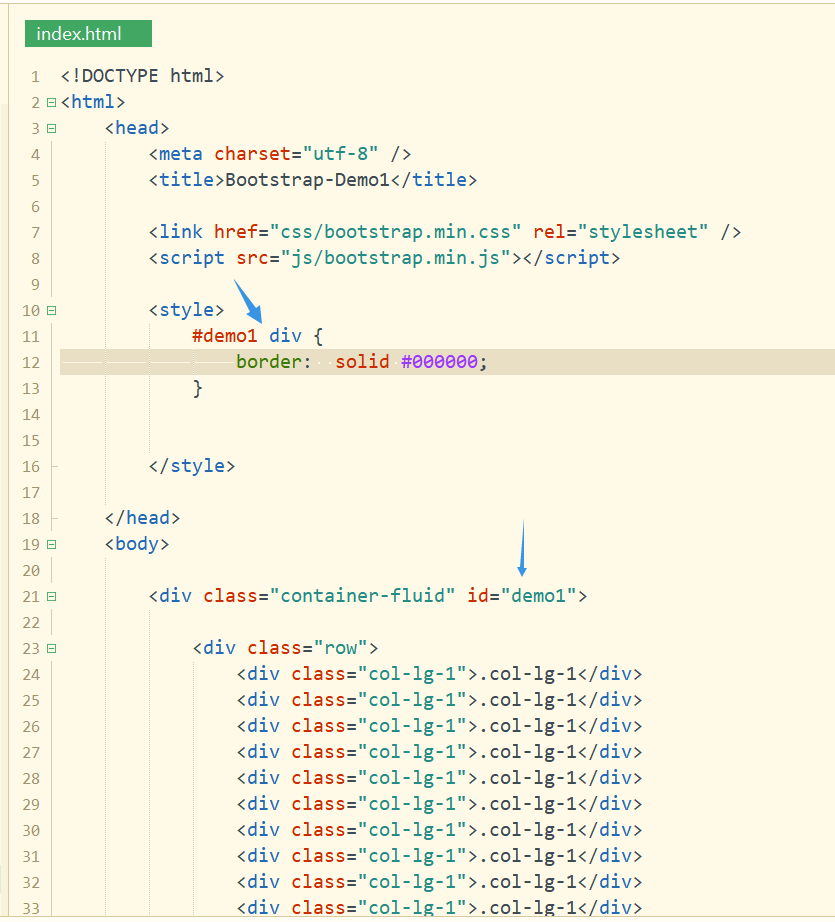 index.html
1 <!DOCTYPE html>
2 <html>
3 <head>
4 <meta charset="utf-8" />
5 <title>Bootstrap-Demo1</title>
6
7 <link href="css/bootstrap.min.css" rel="stylesheet" />
8 <script src="js/bootstrap.min.js"></script>
9
10 <style>
11 #demo1 div {
12 border: solid #000000;
13 }
14
15
16 </style>
17
18 </head>
19 <body>
20
21 <div class="container-fluid" id="demo1">
22
23 <div class="row">
24 <div class="col-lg-1">.col-lg-1</div>
25 <div class="col-lg-1">.col-lg-1</div>
26 <div class="col-lg-1">.col-lg-1</div>
27 <div class="col-lg-1">.col-lg-1</div>
28 <div class="col-lg-1">.col-lg-1</div>
29 <div class="col-lg-1">.col-lg-1</div>
30 <div class="col-lg-1">.col-lg-1</div>
31 <div class="col-lg-1">.col-lg-1</div>
32 <div class="col-lg-1">.col-lg-1</div>
33 <div class="col-lg-1">.col-lg-1</div>